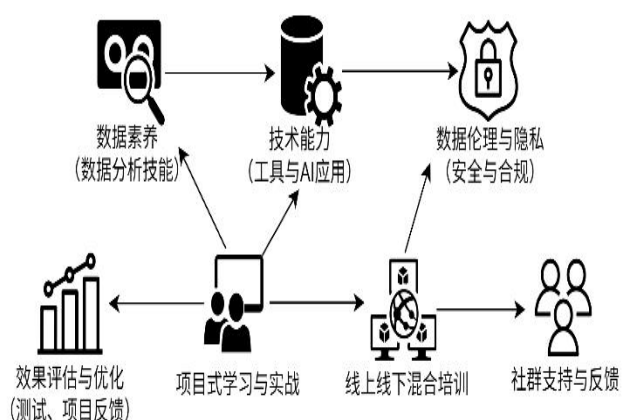 数据素养
（数据分析技能）
技术能力
（工具与AI应用）
数据伦理与隐私
（安全与合规）
效果评估与优化
（测试、项目反馈）
项目式学习与实战
线上线下混合培训
社群支持与反馈